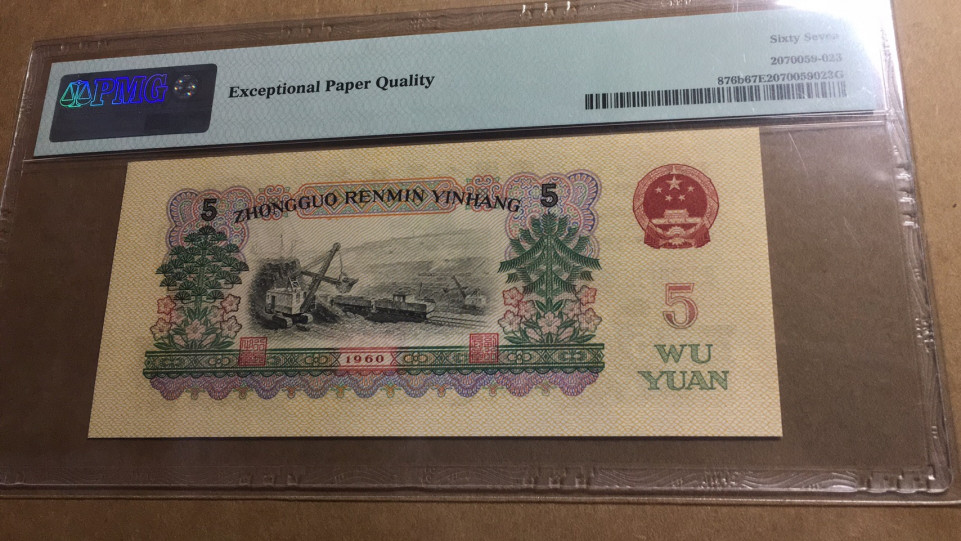 PMG
Exceptional Paper Quality
Sixty Seven
2070059-023
876b67E2070059023G
5 ZHONGGUO RENMIN YINHANG 5
1960
5
WU
YUAN